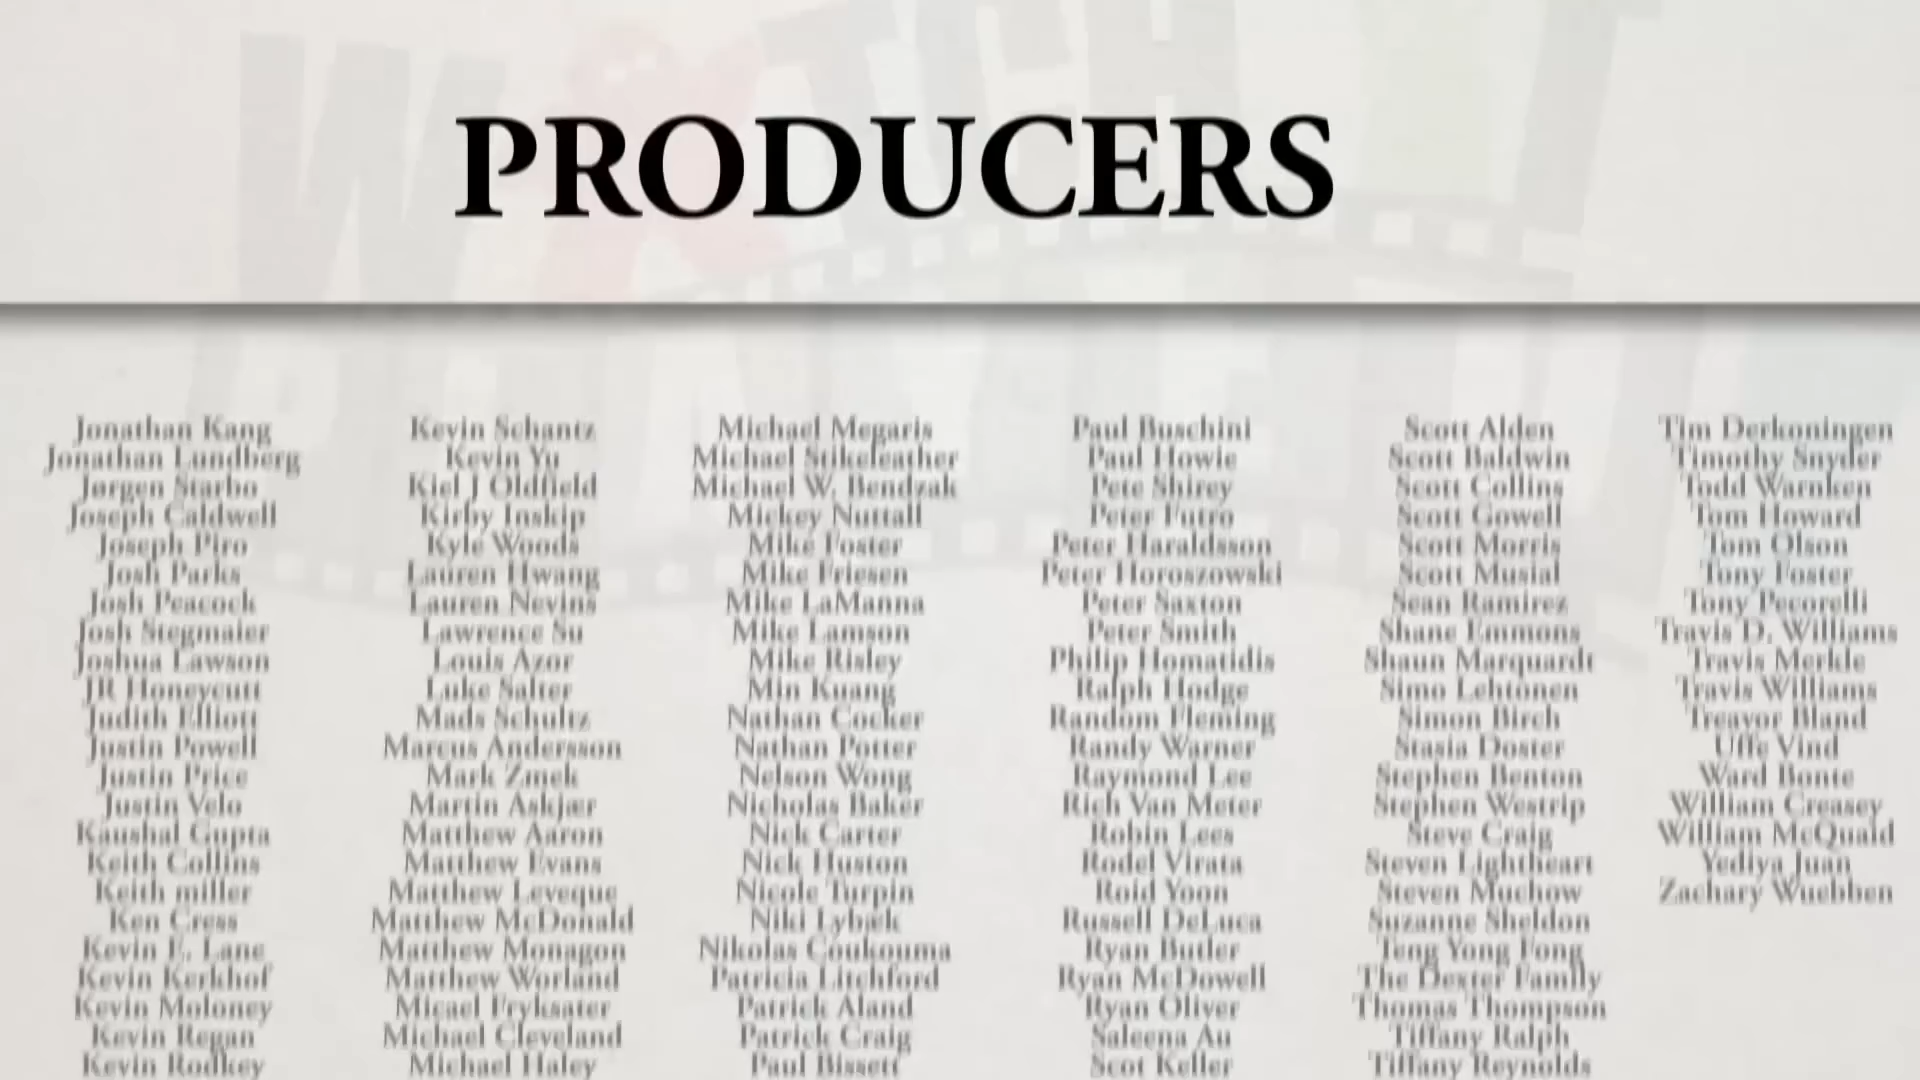 PRODUCERS
Jonathan Kang
Jonathan Lundberg
Jørgen Starbo
Joseph Caldwell
Joseph Piro
Josh Parks
Josh Peacock
Josh Stegmaier
Joshua Lawson
JR Honeycutt
Judith Elliott
Justin Powell
Justin Price
Justin Velo
Kaushal Gupta
Keith Collins
Keith miller
Ken Cress
Kevin E. Lane
Kevin Kerkhof
Kevin Moloney
Kevin Regan
Kevin Rodkey
Kevin Schantz
Kevin Yu
Kiel J Oldfield
Kirby Inskip
Kyle Woods
Lauren Hwang
Lauren Nevins
Lawrence Su
Louis Azor
Luke Salter
Mads Schultz
Marcus Andersson
Mark Zmek
Martin Askjær
Matthew Aaron
Matthew Evans
Matthew Leveque
Matthew McDonald
Matthew Monagon
Matthew Worland
Micael Fryksater
Michael Cleveland
Michael Haley
Michael Megaris
Michael Stikeleather
Michael W. Bendzak
Mickey Nuttall
Mike Foster
Mike Friesen
Mike LaManna
Mike Lamson
Mike Risley
Min Kuang
Nathan Cocker
Nathan Potter
Nelson Wong
Nicholas Baker
Nick Carter
Nick Huston
Nicole Turpin
Niki Lybæk
Nikolas Coukouma
Patricia Litchford
Patrick Aland
Patrick Craig
Paul Bissett
Paul Buschini
Paul Howie
Pete Shirey
Peter Futro
Peter Haraldsson
Peter Horoszowski
Peter Saxton
Peter Smith
Philip Homatidis
Ralph Hodge
Random Fleming
Randy Warner
Raymond Lee
Rich Van Meter
Robin Lees
Rodel Virata
Roid Yoon
Russell DeLuca
Ryan Butler
Ryan McDowell
Ryan Oliver
Saleena Au
Scot Keller
Scott Alden
Scott Baldwin
Scott Collins
Scott Gowell
Scott Morris
Scott Musial
Sean Ramirez
Shane Emmons
Shaun Marquardt
Simo Lehtonen
Simon Birch
Stasia Doster
Stephen Benton
Stephen Westrip
Steve Craig
Steven Lightheart
Steven Muchow
Suzanne Sheldon
Teng Yong Fong
The Dexter Family
Thomas Thompson
Tiffany Ralph
Tiffany Reynolds
Tim Derkoningen
Timothy Snyder
Todd Warnken
Tom Howard
Tom Olson
Tony Foster
Tony Pecorelli
Travis D. Williams
Travis Merkle
Travis Williams
Treavor Bland
Uffe Vind
Ward Bonte
William Creasey
William McQuaid
Yediya Juan
Zachary Wuebben